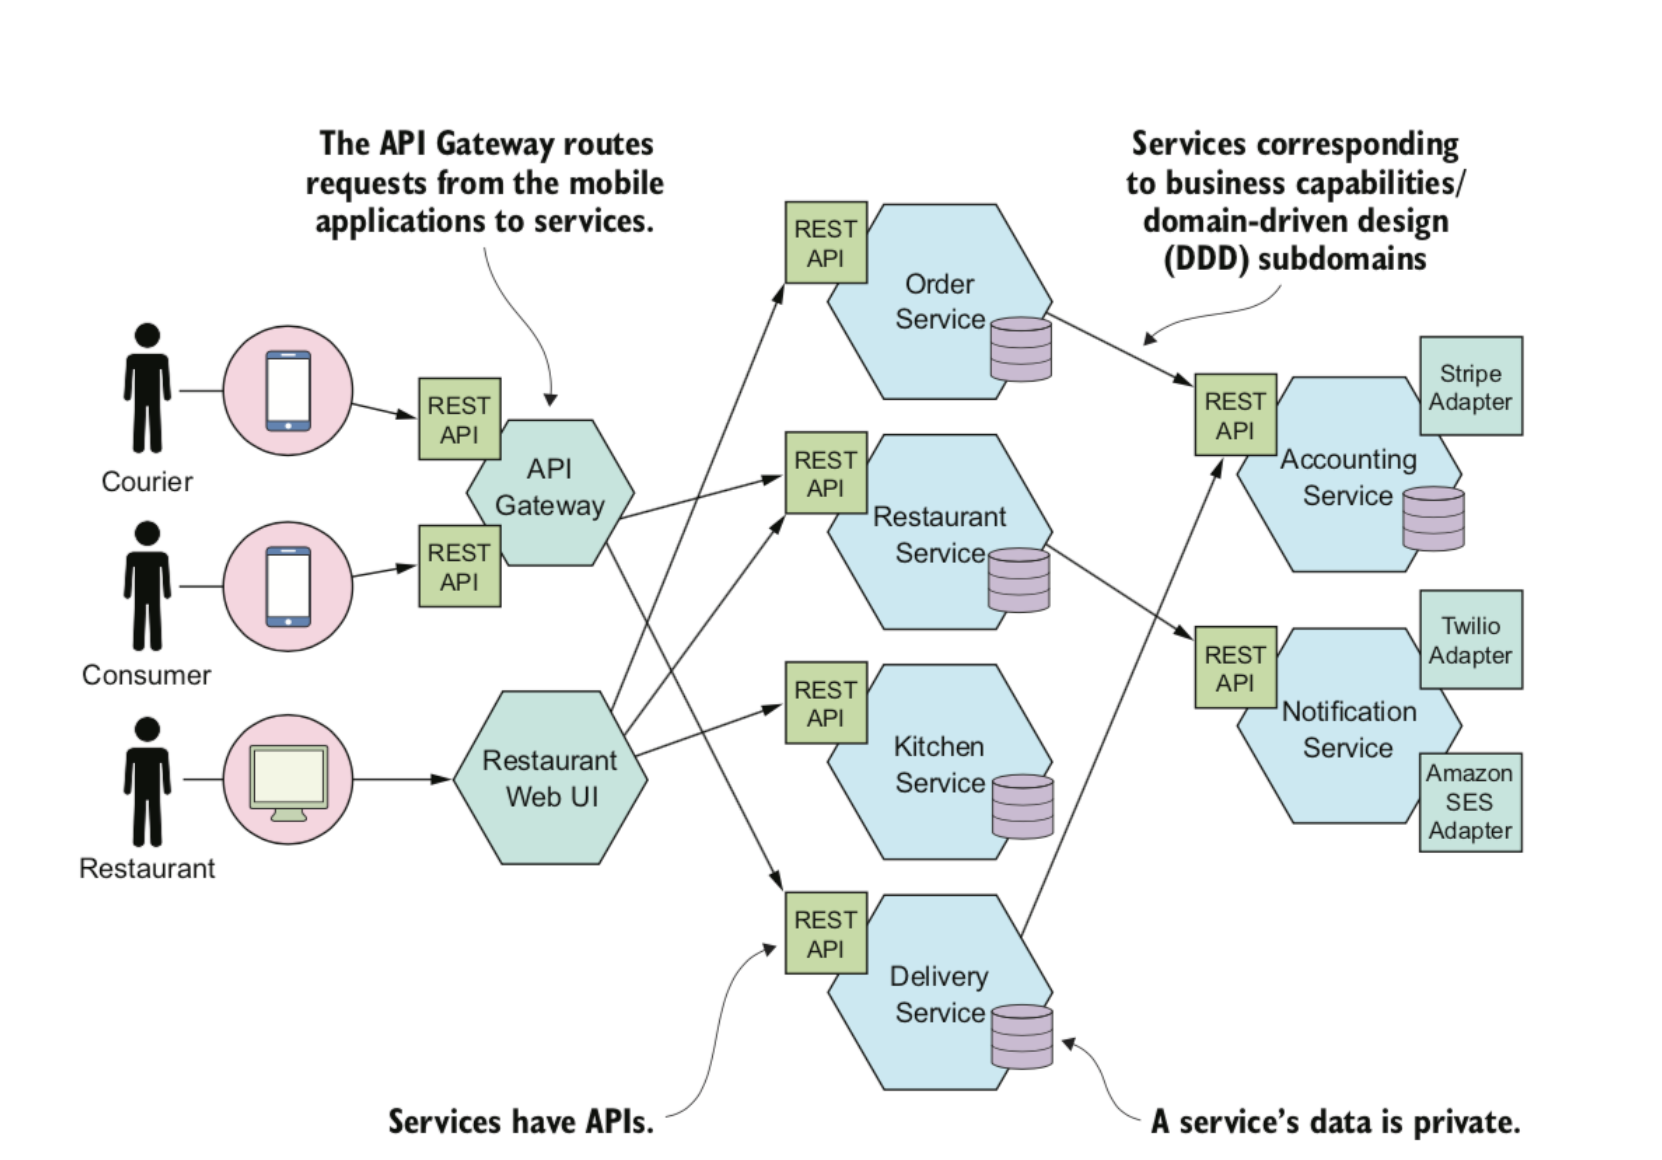 The API Gateway routes
requests from the mobile
applications to services.
Services corresponding
to business capabilities/
domain-driven design
(DDD) subdomains
REST
API
Order
Service
Courier
REST
API
API
Gateway
REST
API
Consumer
REST
API
Restaurant
Service
REST
API
Accounting
Service
Stripe
Adapter
Restaurant
Restaurant
Web UI
REST
API
Kitchen
Service
REST
API
Notification
Service
Twilio
Adapter
Amazon
SES
Adapter
REST
API
Delivery
Service
Services have APIs.
A service's data is private.